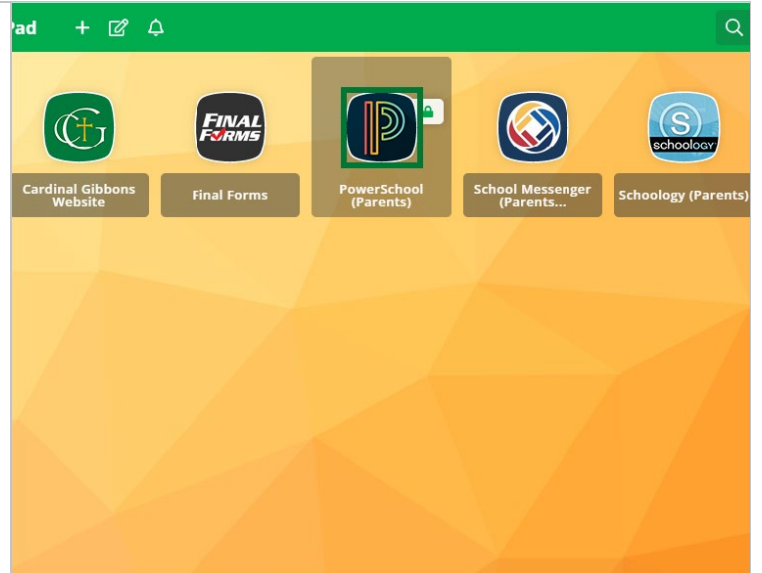 Pad
FINAL
FORMS
S
schoology
Cardinal Gibbons
Website
Final Forms
PowerSchool
(Parents)
School Messenger
(Parents...
Schoology (Parents)